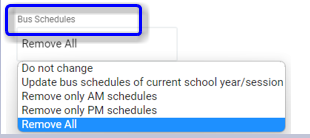 Bus Schedules
Remove All
Do not change
Update bus schedules of current school year/session
Remove only AM schedules
Remove only PM schedules
Remove All